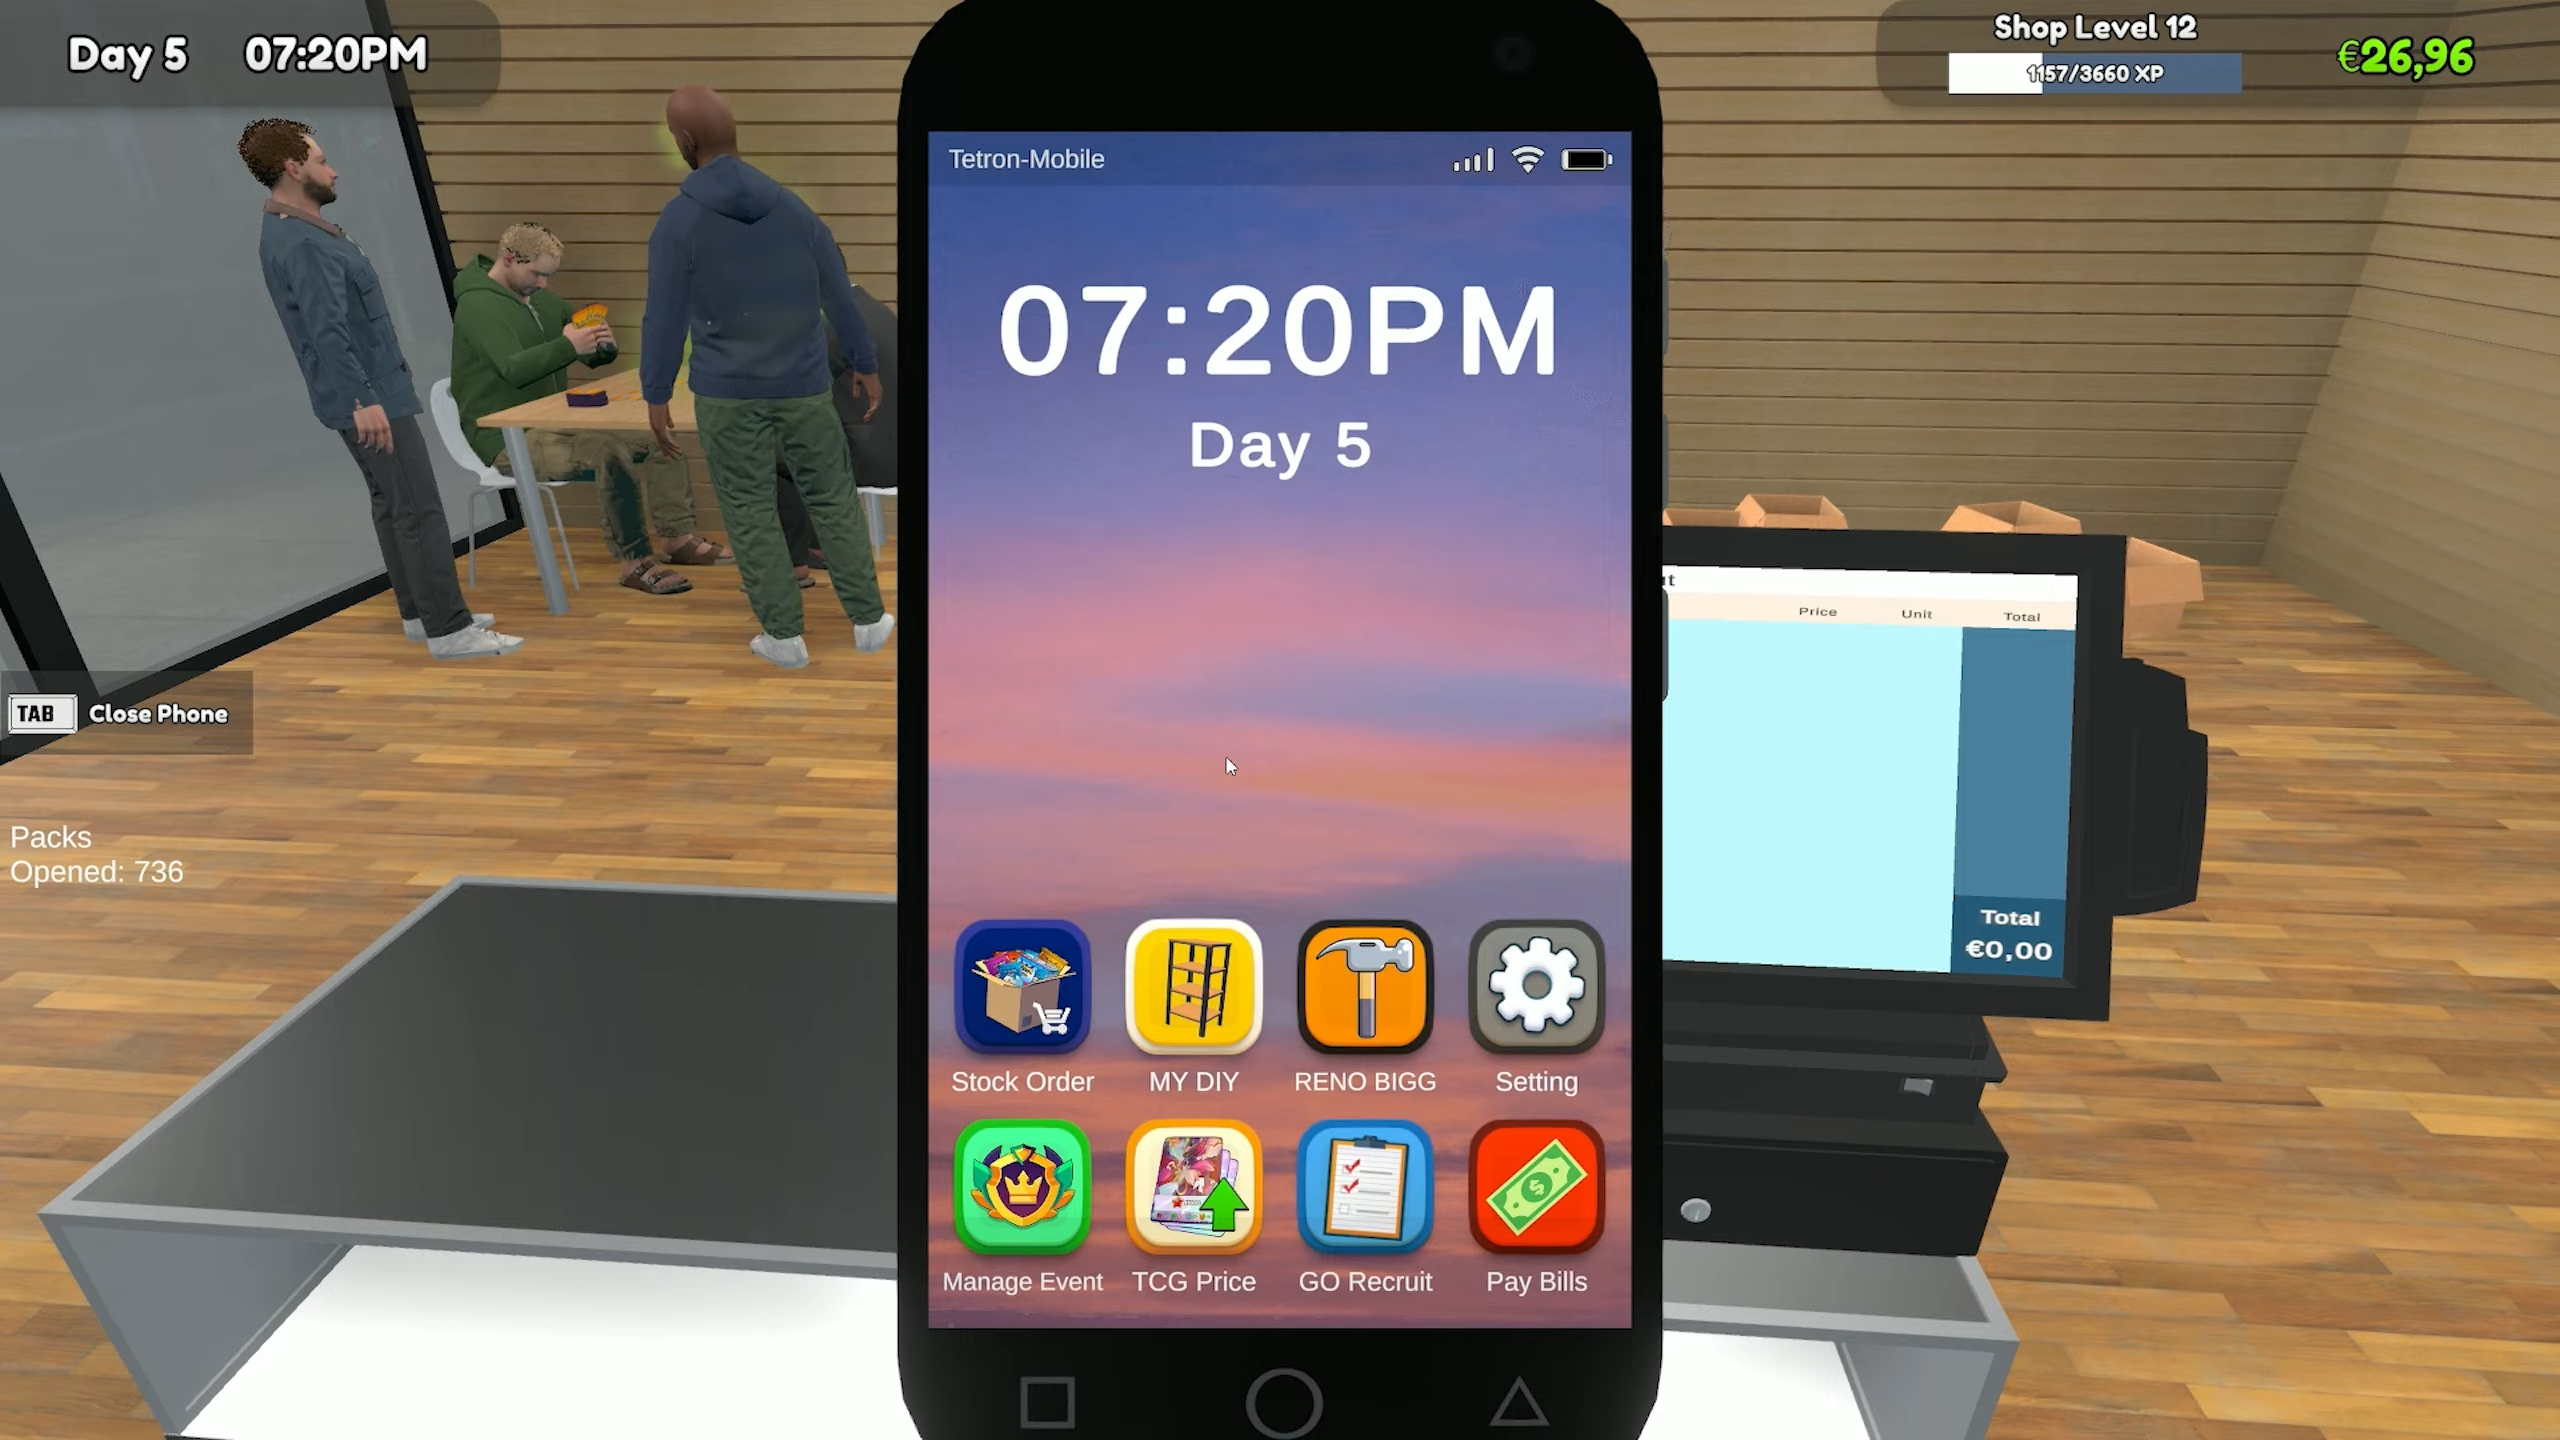 Day 5 07:20PM
Shop Level 12
1157/3660 XP
€26,96
Tetron-Mobile
07:20PM
Day 5
TAB Close Phone
Packs
Opened: 736
Price Unit Total
Total
€0,00
Stock Order MY DIY RENO BIGG Setting
Manage Event TCG Price GO Recruit Pay Bills